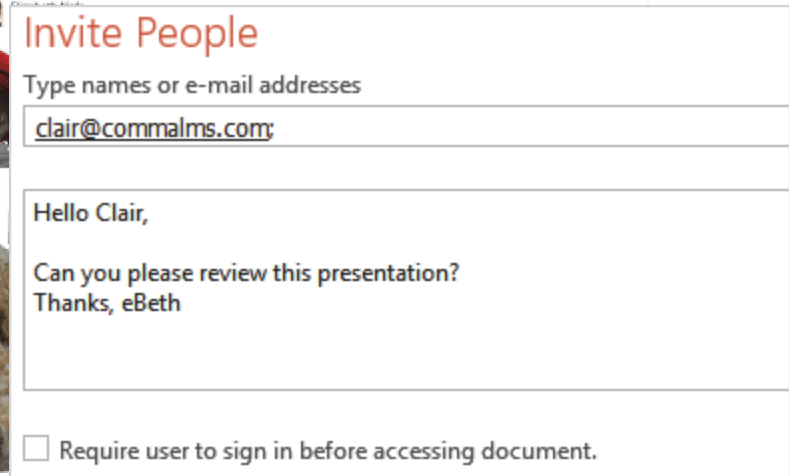 Invite People
Type names or e-mail addresses
clair@commalms.com;
Hello Clair,
Can you please review this presentation?
Thanks, eBeth
Require user to sign in before accessing document.